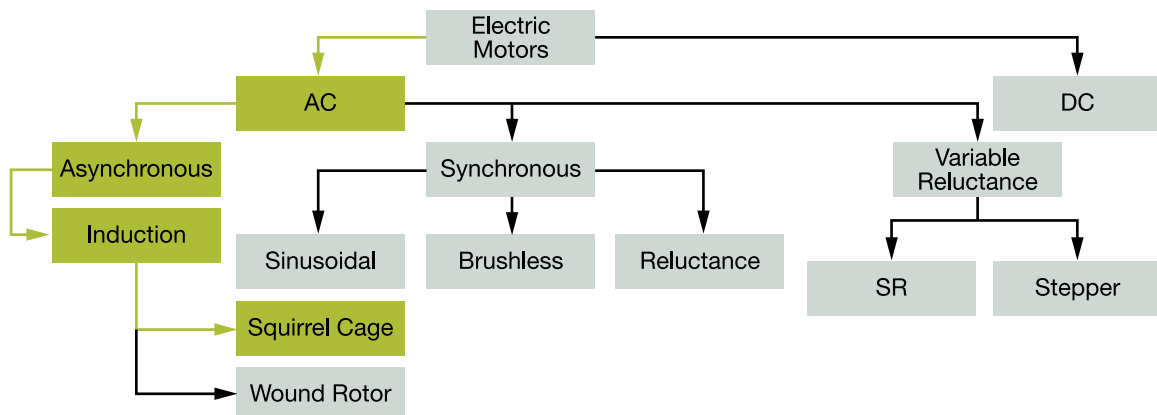 Electric
Motors
AC
DC
Asynchronous
Synchronous
Variable
Reluctance
Induction
Sinusoidal
Brushless
Reluctance
SR
Stepper
Squirrel Cage
Wound Rotor